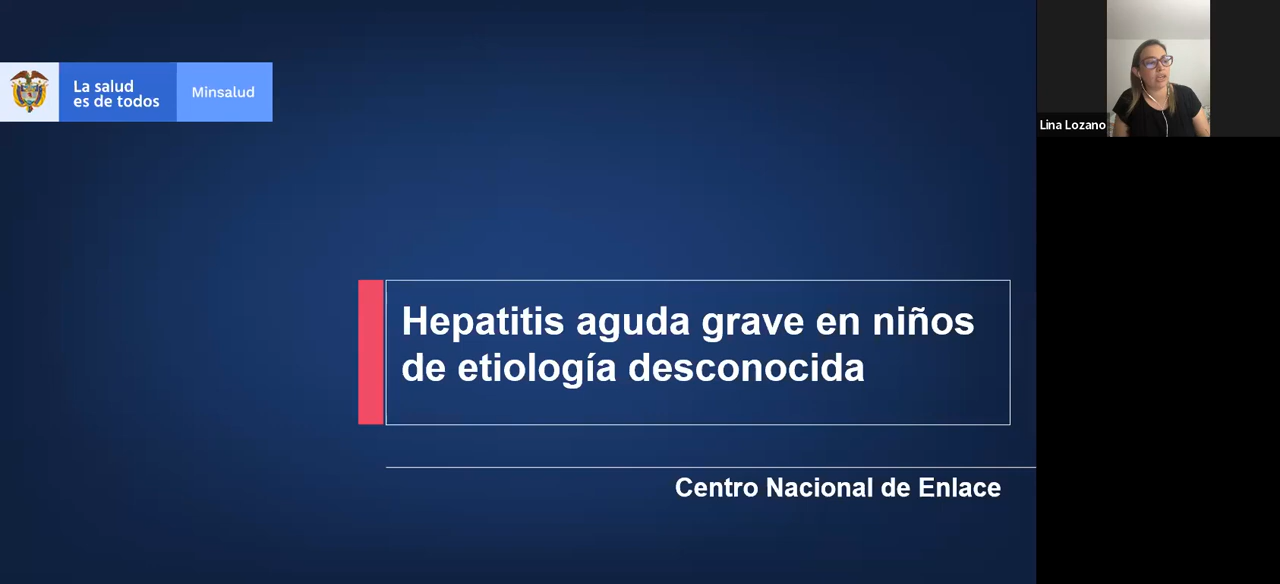 La salud
es de todos
Minsalud
Lina Lozano
Hepatitis aguda grave en niños
de etiología desconocida
Centro Nacional de Enlace